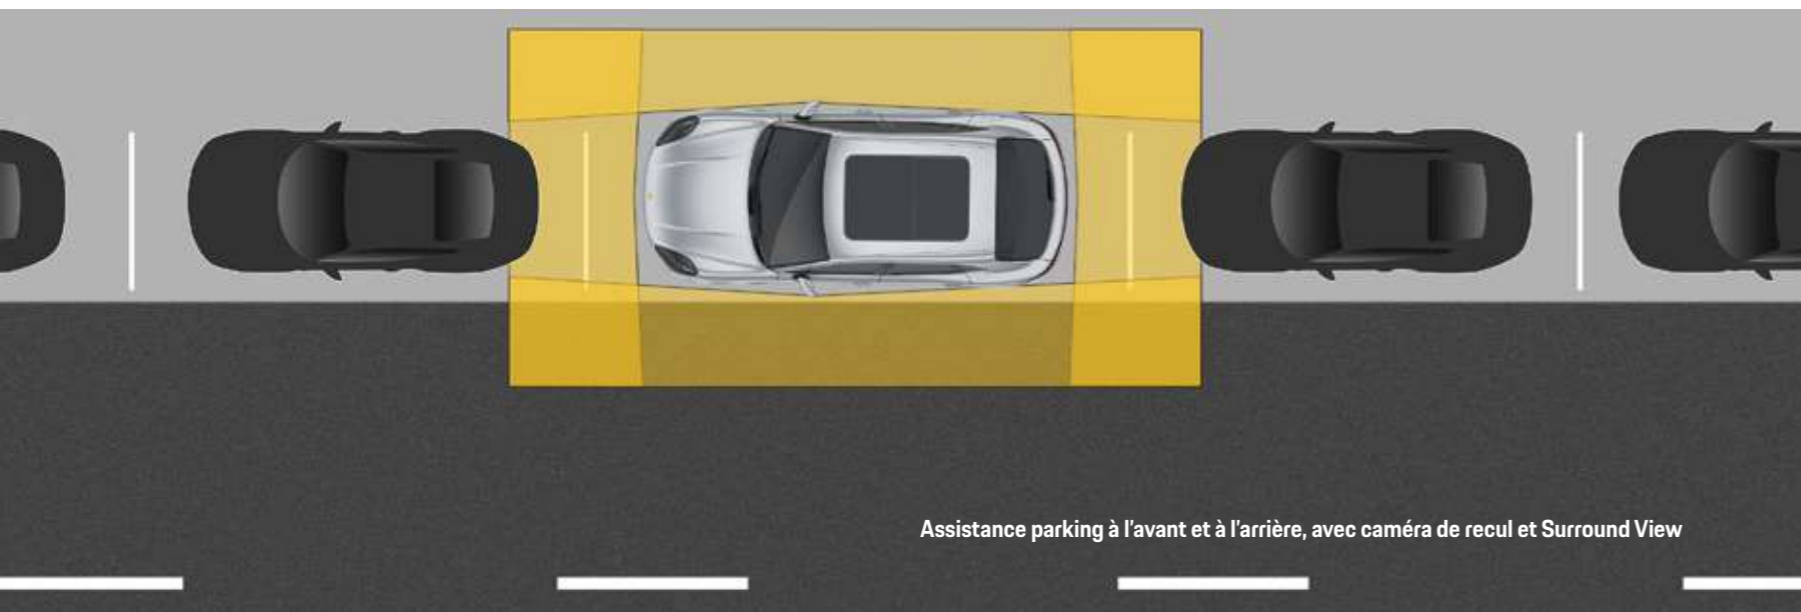 Assistance parking à l'avant et à l'arrière, avec caméra de recul et Surround View